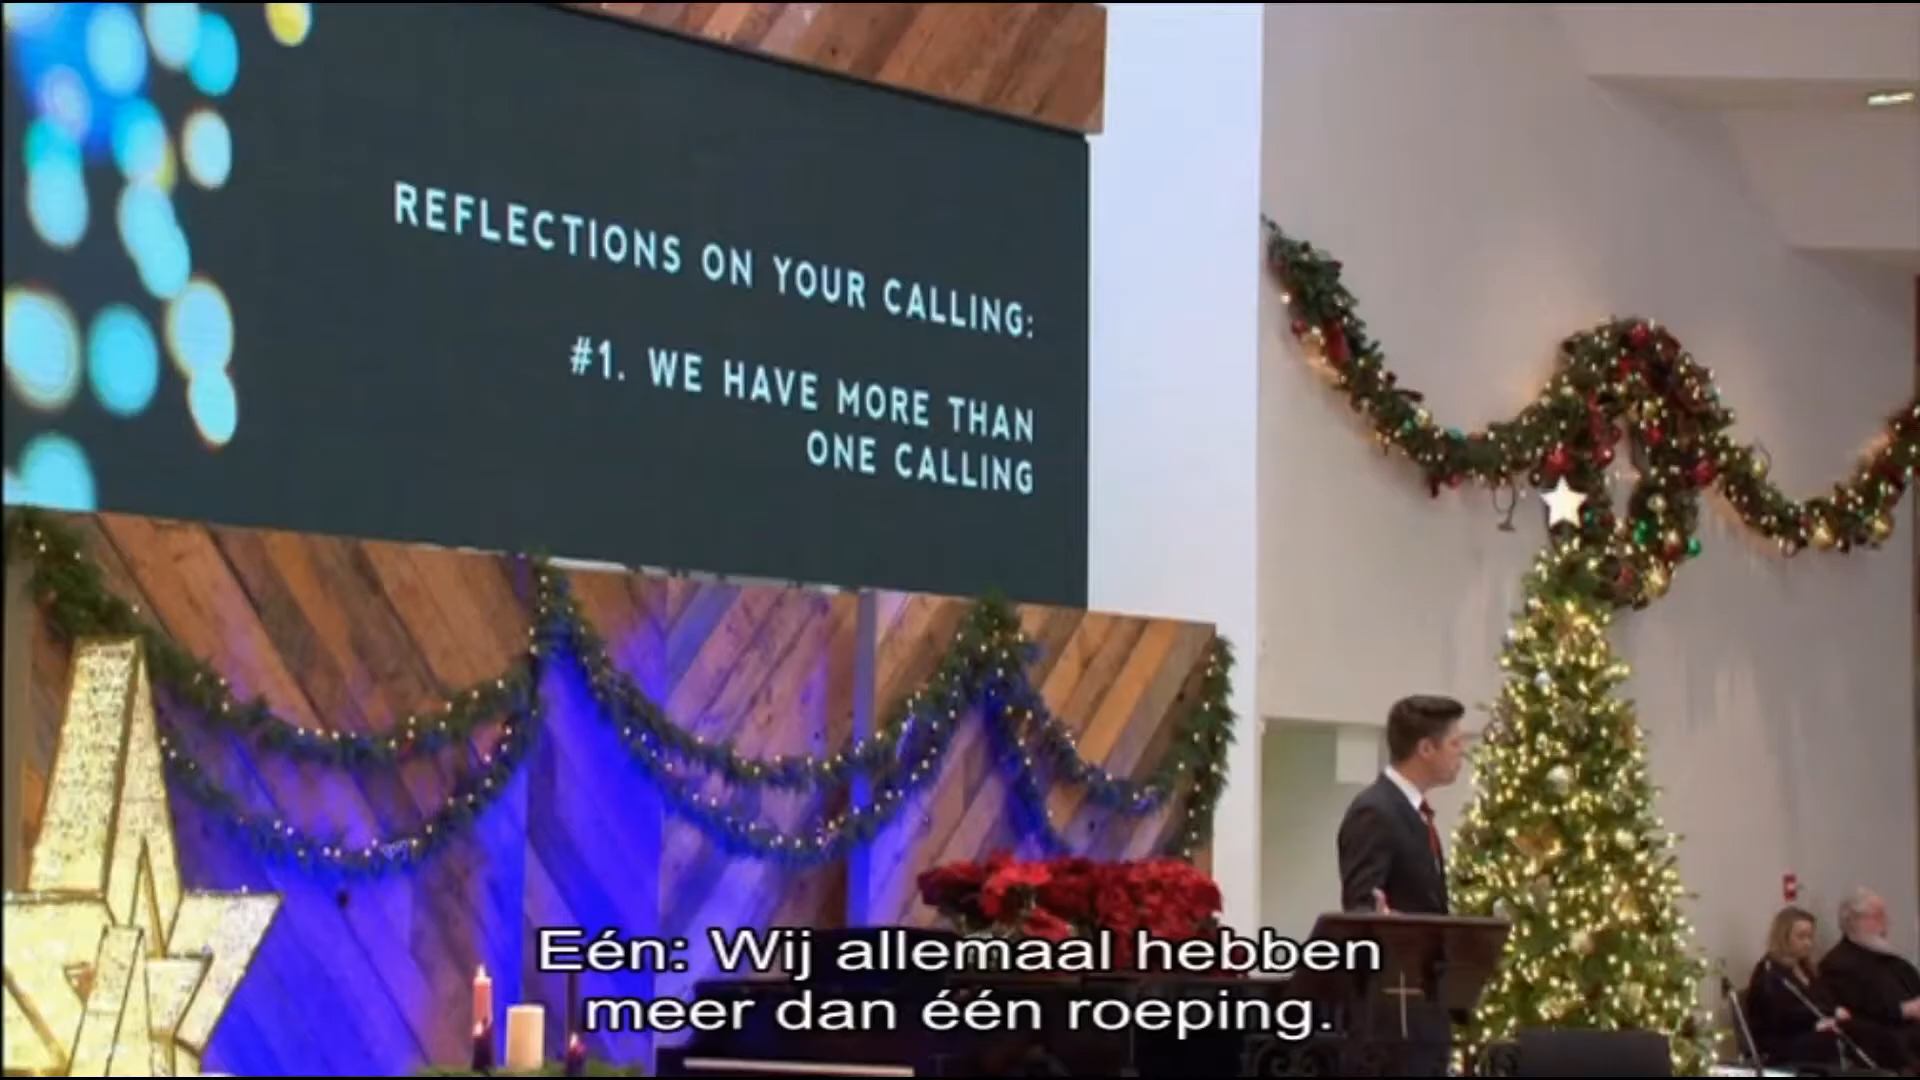 REFLECTIONS ON YOUR CALLING:
#1. WE HAVE MORE THAN
ONE CALLING
Eén: Wij allemaal hebben
meer dan één roeping.